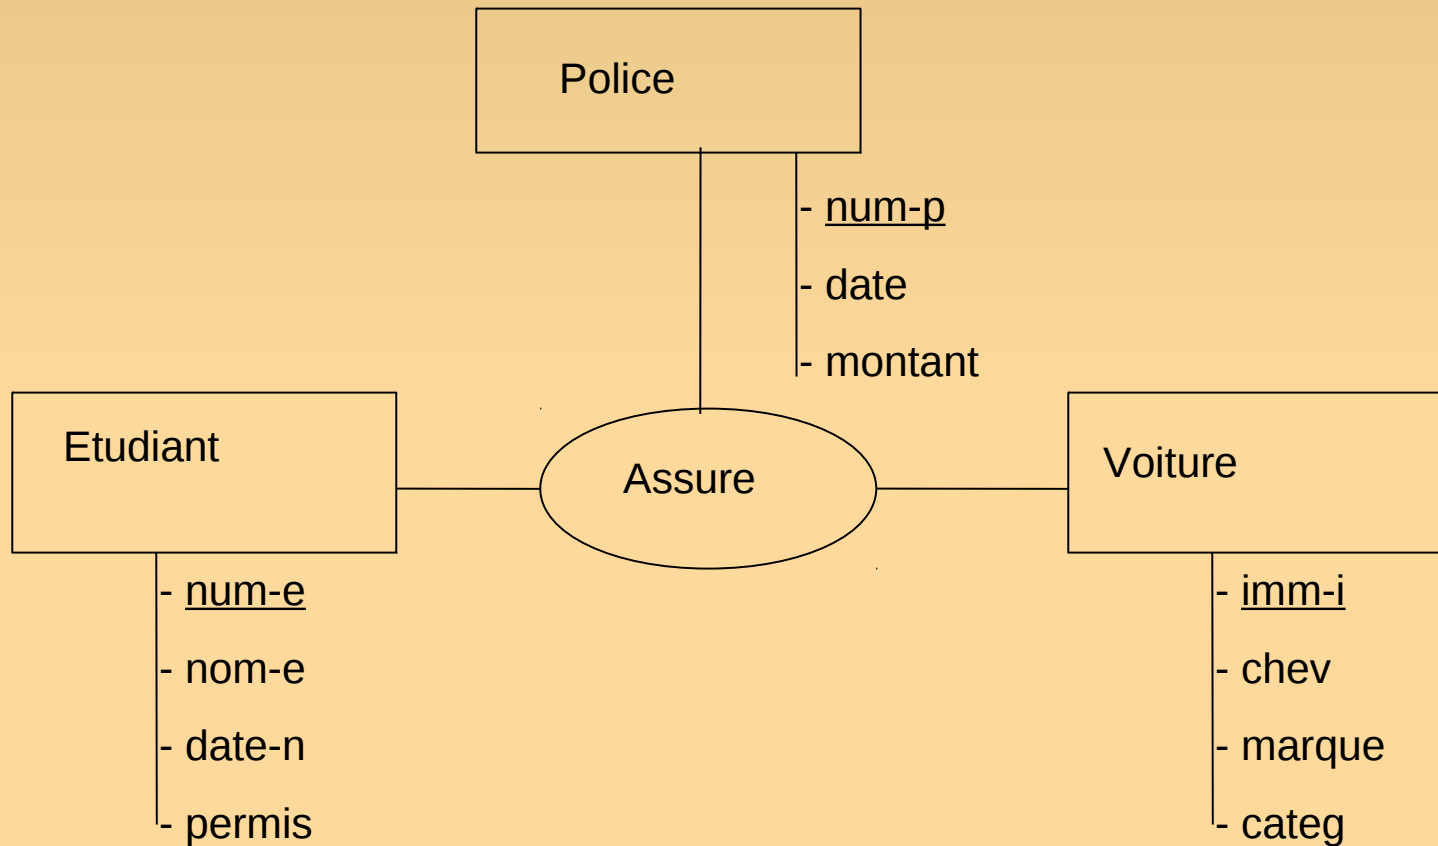 Police
- num-p
- date
- montant
Etudiant
Assure
Voiture
- num-e
- nom-e
- date-n
- permis
- imm-i
- chev
- marque
- categ